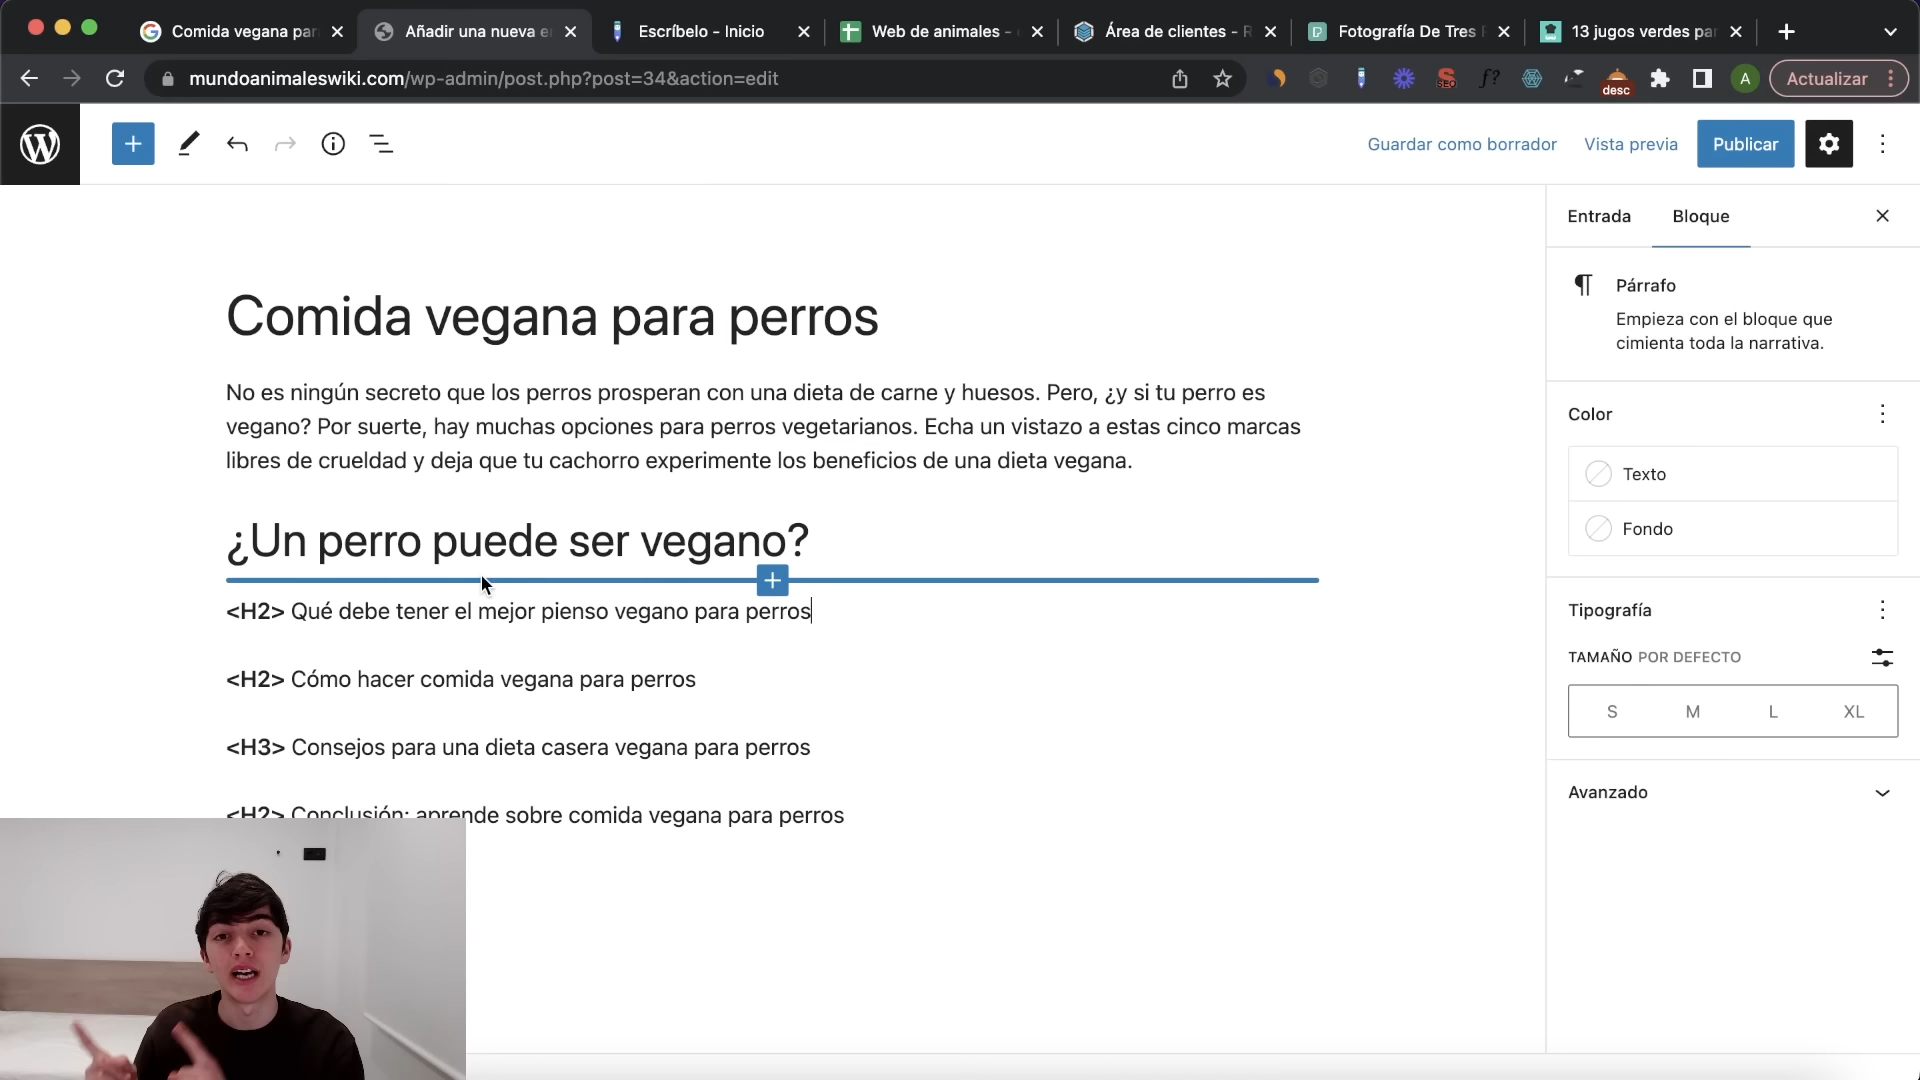 Comida vegana par
Añadir una nueva e
Escríbelo - Inicio
Web de animales -
Área de clientes - R
Fotografía De Tres P
13 jugos verdes par
mundoanimaleswiki.com/wp-admin/post.php?post=34&action=edit
SEO
f?
desc
A
Actualizar
Guardar como borrador
Vista previa
Publicar
Entrada
Bloque
Párrafo
Empieza con el bloque que
cimienta toda la narrativa.
Comida vegana para perros
No es ningún secreto que los perros prosperan con una dieta de carne y huesos. Pero, ¿y si tu perro es
vegano? Por suerte, hay muchas opciones para perros vegetarianos. Echa un vistazo a estas cinco marcas
libres de crueldad y deja que tu cachorro experimente los beneficios de una dieta vegana.
¿Un perro puede ser vegano?
<H2> Qué debe tener el mejor pienso vegano para perros
<H2> Cómo hacer comida vegana para perros
<H3> Consejos para una dieta casera vegana para perros
<H2> Conclusión: aprende sobre comida vegana para perros
Color
Texto
Fondo
Tipografía
TAMAÑO POR DEFECTO
S M L XL
Avanzado